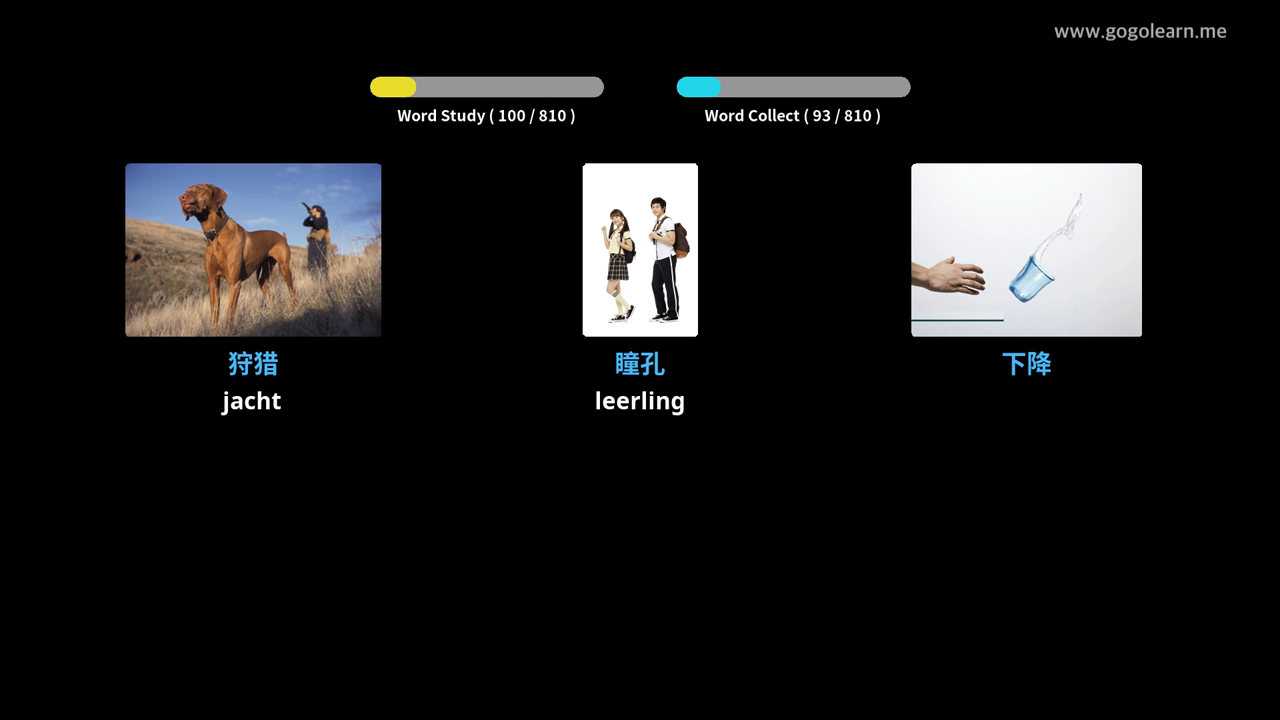 www.gogolearn.me
Word Study ( 100 / 810 )
Word Collect ( 93 / 810 )
狩猎
jacht
瞳孔
leerling
下降